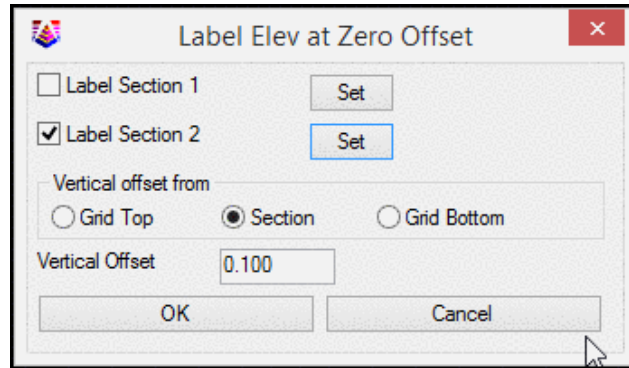 Label Elev at Zero Offset
Label Section 1 Set
Label Section 2 Set
Vertical offset from
Grid Top Section Grid Bottom
Vertical Offset 0.100
OK Cancel